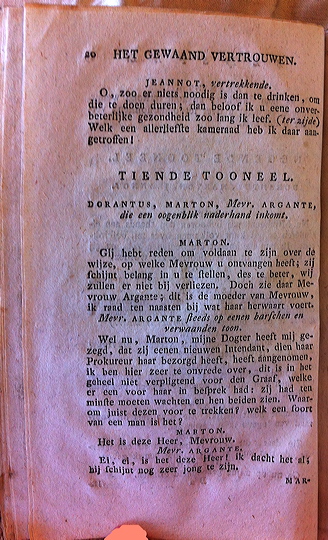 20 HET GEWAAND VERTROUWEN.
JEANNOT, vertrekkende.
O, zoo er niets noodig is dan te drinken, om
die te doen duren; dan beloof ik u eene onver-
beterlijke gezondheid zoo lang ik leef. (ter zijde)
Welk een allerliefste kameraad heb ik daar aan-
getroffen!
TIENDE TOONEEL.
DORANTUS, MARTON, Mevr. ARGANTE,
die een oogenblik naderhand inkomt.
MARTON.
Gij hebt reden om voldaan te zijn over de
wijze, op welke Mevrouw u ontvangen heeft; zij
schijnt belang in u te stellen, des te beter, wij
zullen er niet bij verliezen. Doch zie daar Me-
vrouw Argante; dit is de moeder van Mevrouw,
ik raad ten naasten bij wat haar herwaart voert.
Mevr. ARGANTE steeds op eenen barschen en
verwaanden toon.
Wel nu, Marton, mijne Dogter heeft mij ge-
zegd, dat zij eenen nieuwen Intendant, dien haar
Procureur haar bezorgd heeft, heeft aangenomen,
ik ben hier zeer te onvrede over, dit is in het
geheel niet verpligtend voor den Graaf, welke
er een voor haar in besprek had: zij had ten
minste moeten wachten en hen beiden zien. Waar-
om juist dezen voor te trekken? welk een soort
van een man is het?
MARTON.
Het is deze Heer, Mevrouw.
Mevr. ARGANTE.
Ei, ei, is het deze Heer! ik dacht het al;
hij schijnt nog zeer jong te zijn.
MAR-